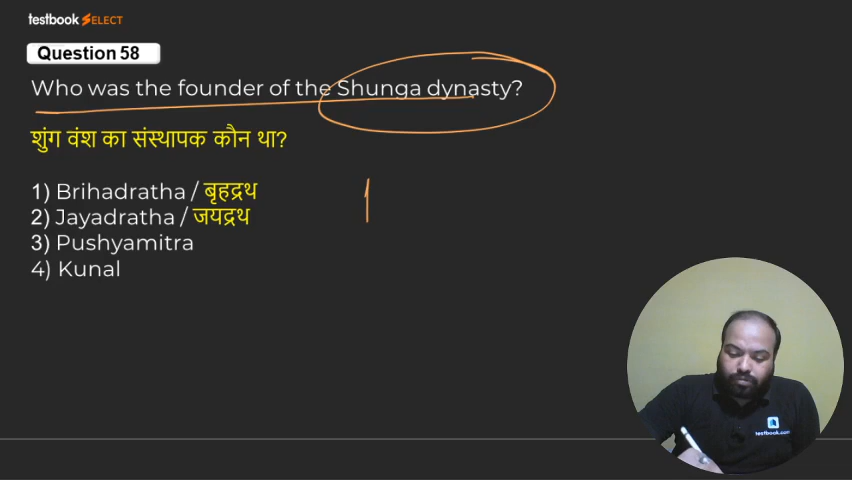 testbook SELECT
Question 58
Who was the founder of the Shunga dynasty?
शुंग वंश का संस्थापक कौन था?
1) Brihadratha / बृहद्रथ
2) Jayadratha / जयद्रथ
3) Pushyamitra
4) Kunal
testbook.com